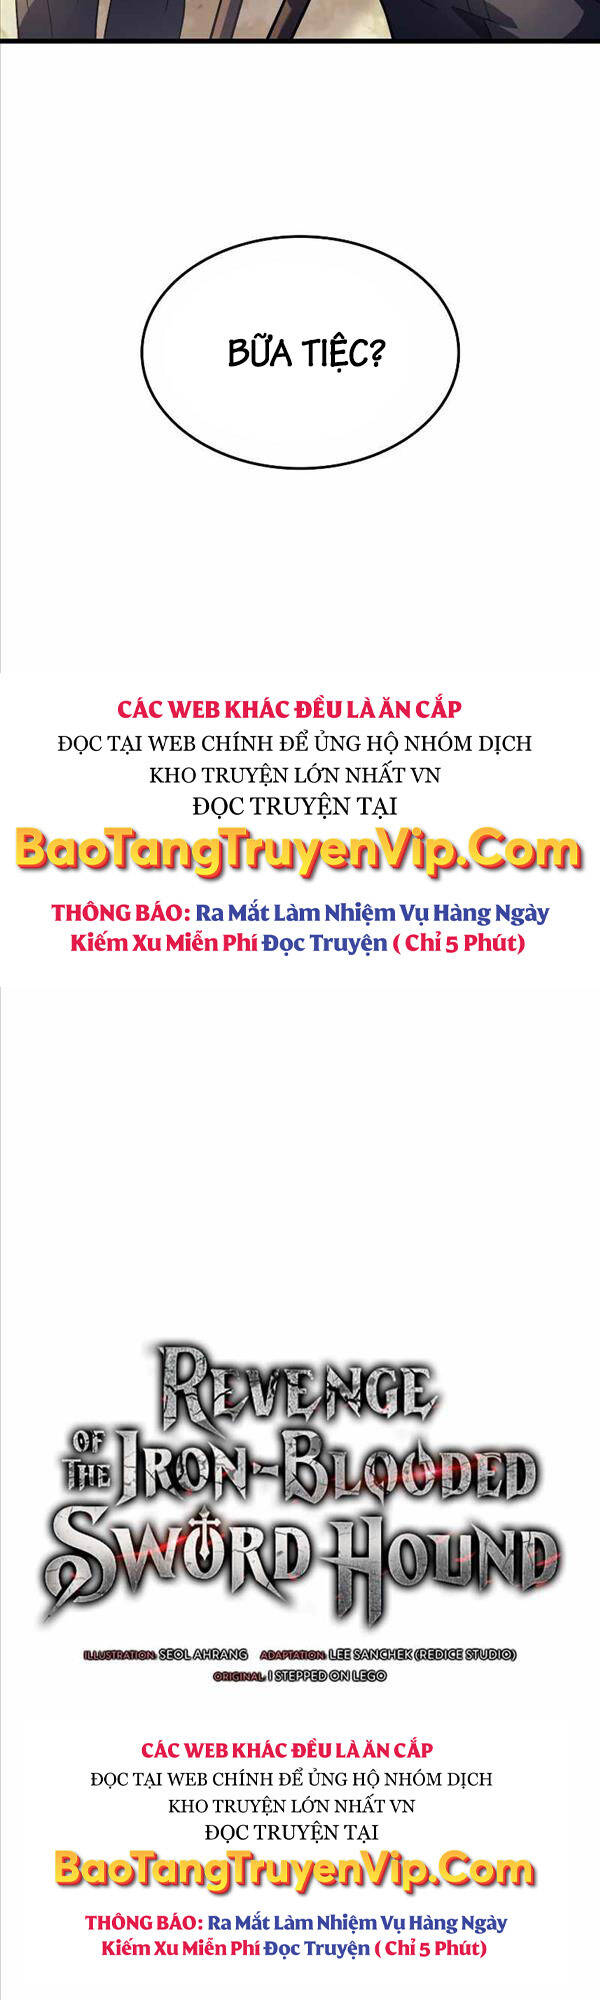 BỮA TIỆC?
CÁC WEB KHÁC ĐỀU LÀ ĂN CẮP
ĐỌC TẠI WEB CHÍNH ĐỂ ỦNG HỘ NHÓM DỊCH
KHO TRUYỆN LỚN NHẤT VN
ĐỌC TRUYỆN TẠI
BaoTangTruyenVip.Com
THÔNG BÁO: Ra Mắt Làm Nhiệm Vụ Hàng Ngày
Kiếm Xu Miễn Phí Đọc Truyện ( Chỉ 5 Phút)
REVENGE
OF THE IRON-BLOODED
SWORD HOUND
ILLUSTRATION: SEOL AHRANG ADAPTATION: LEE SANCHEK (REDICE STUDIO)
ORIGINAL: I STEPPED ON LEGO
CÁC WEB KHÁC ĐỀU LÀ ĂN CẮP
ĐỌC TẠI WEB CHÍNH ĐỂ ỦNG HỘ NHÓM DỊCH
KHO TRUYỆN LỚN NHẤT VN
ĐỌC TRUYỆN TẠI
BaoTangTruyenVip.Com
THÔNG BÁO: Ra Mắt Làm Nhiệm Vụ Hàng Ngày
Kiếm Xu Miễn Phí Đọc Truyện ( Chỉ 5 Phút)